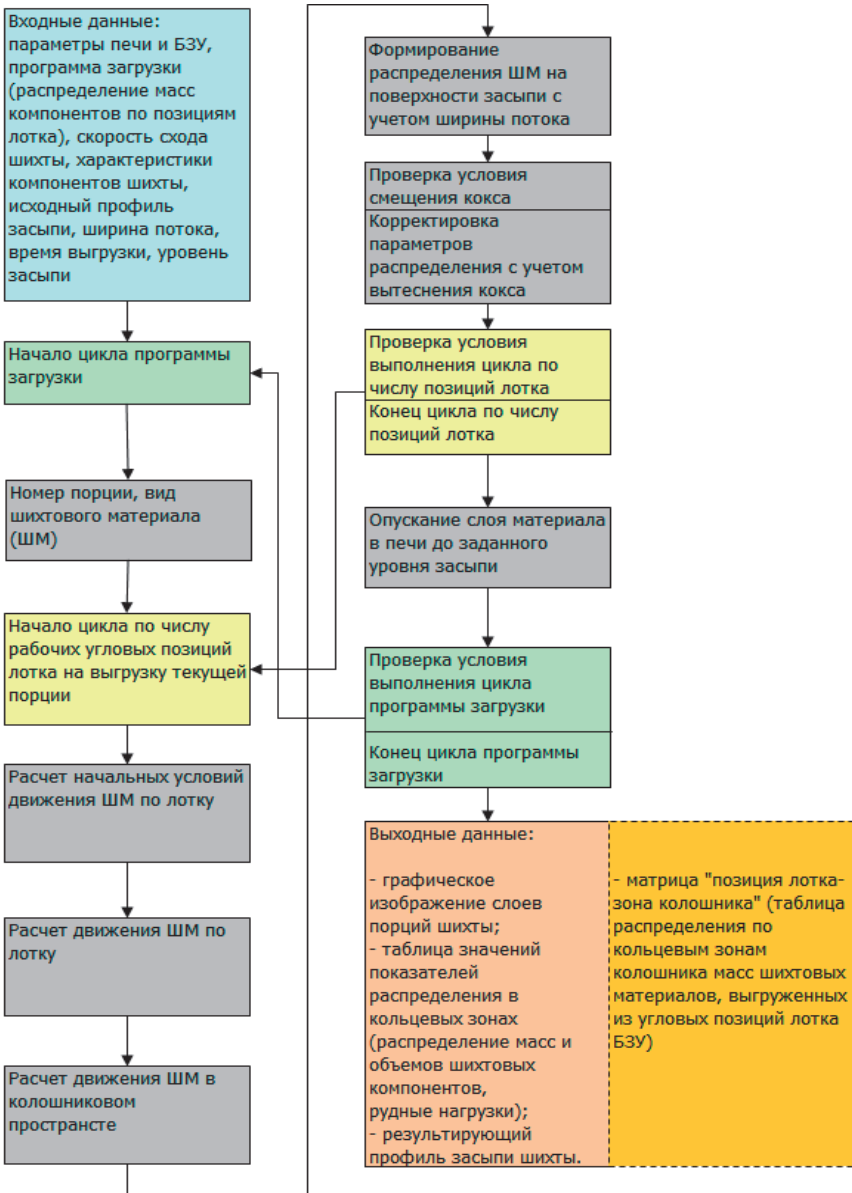 Входные данные:
параметры печи и БЗУ,
программа загрузки
(распределение масс
компонентов по позициям
лотка), скорость схода
шихты, характеристики
компонентов шихты,
исходный профиль
засыпи, ширина потока,
время выгрузки, уровень
засыпи
Начало цикла программы
загрузки
Номер порции, вид
шихтового материала
(ШМ)
Начало цикла по числу
рабочих угловых позиций
лотка на выгрузку текущей
порции
Расчет начальных условий
движения ШМ по лотку
Расчет движения ШМ по
лотку
Расчет движения ШМ в
колошниковом
пространсте
Формирование
распределения ШМ на
поверхности засыпи с
учетом ширины потока
Проверка условия
смещения кокса
Корректировка
параметров
распределения с учетом
вытеснения кокса
Проверка условия
выполнения цикла по
числу позиций лотка
Конец цикла по числу
позиций лотка
Опускание слоя материала
в печи до заданного
уровня засыпи
Проверка условия
выполнения цикла
программы загрузки
Конец цикла программы
загрузки
Выходные данные:
- графическое
изображение слоев
порций шихты;
- таблица значений
показателей
распределения в
кольцевых зонах
(распределение масс и
объемов шихтовых
компонентов,
рудные нагрузки);
- результирующий
профиль засыпи шихты.
- матрица "позиция лотка-
зона колошника" (таблица
распределения по
кольцевым зонам
колошника масс шихтовых
материалов, выгруженных
из угловых позиций лотка
БЗУ)